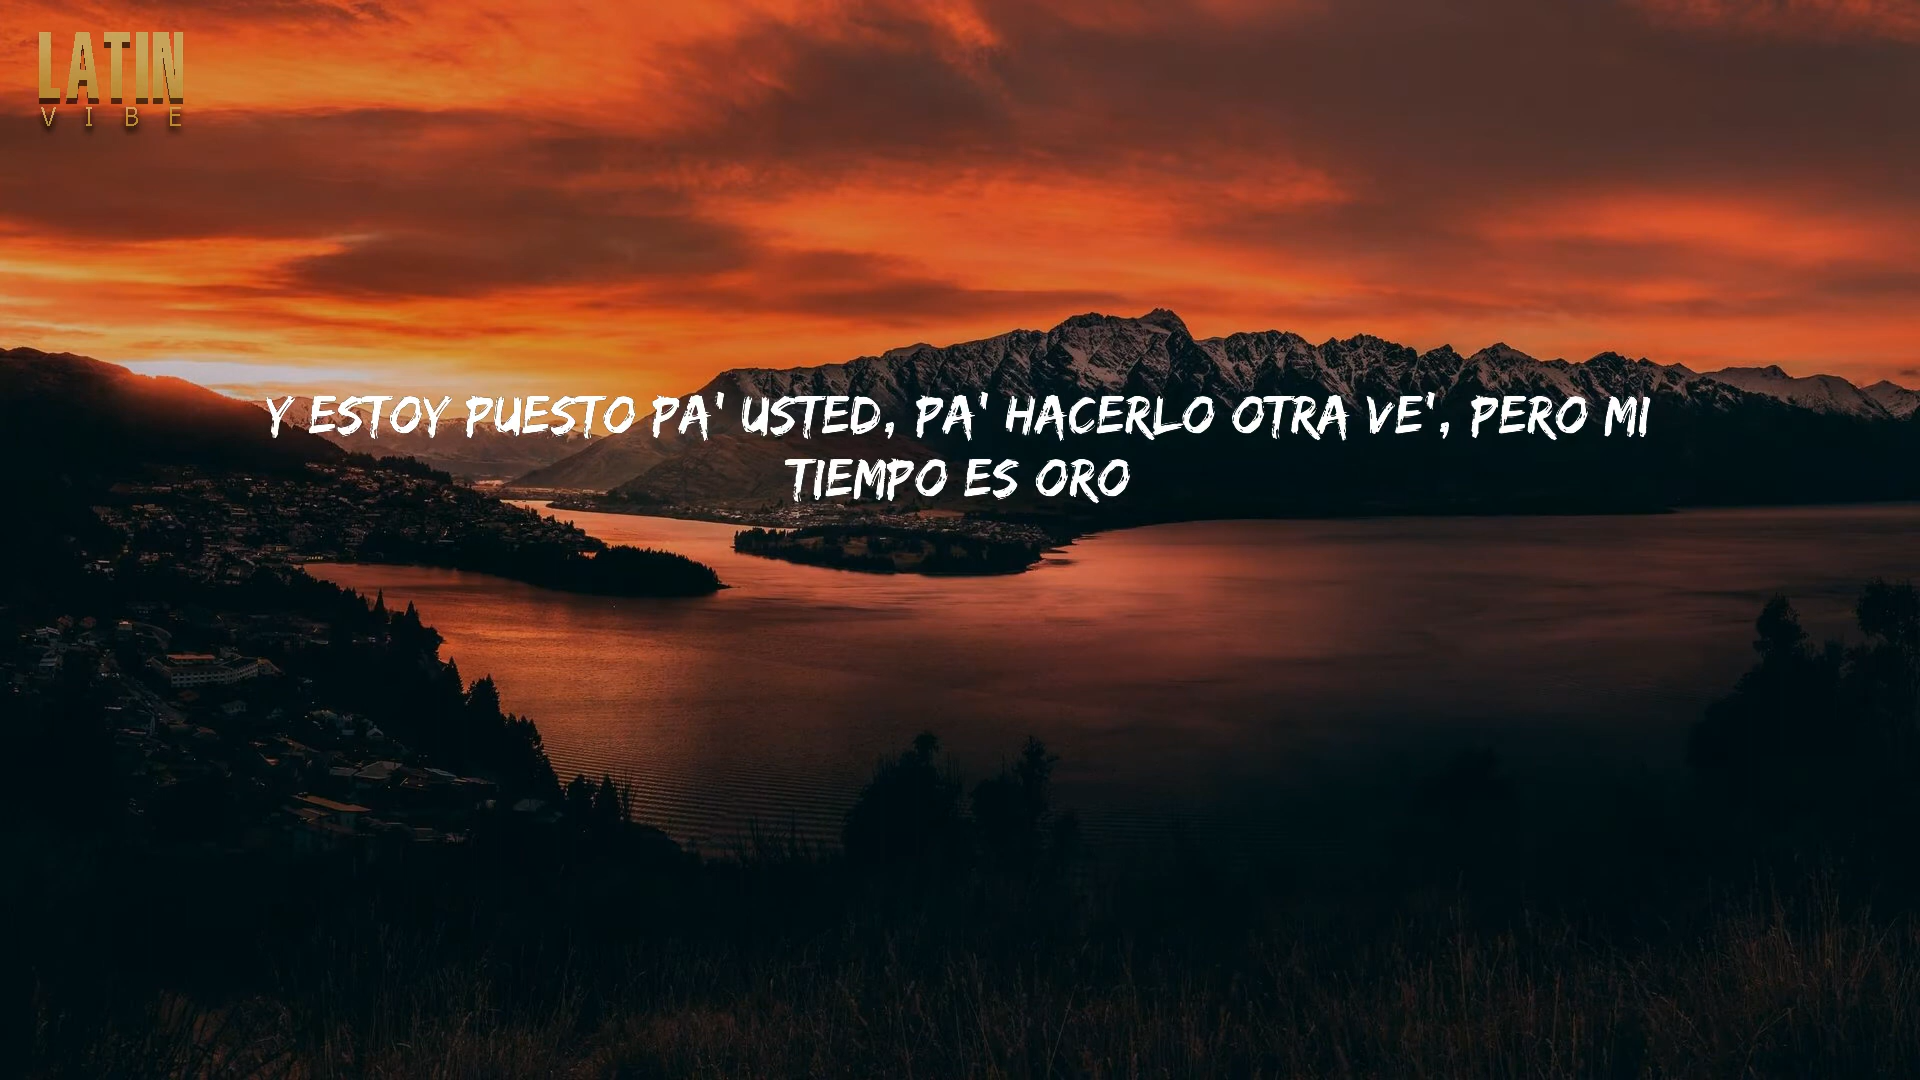 LATIN
VIBE
Y ESTOY PUESTO PA' USTED, PA' HACERLO OTRA VE', PERO MI
TIEMPO ES ORO